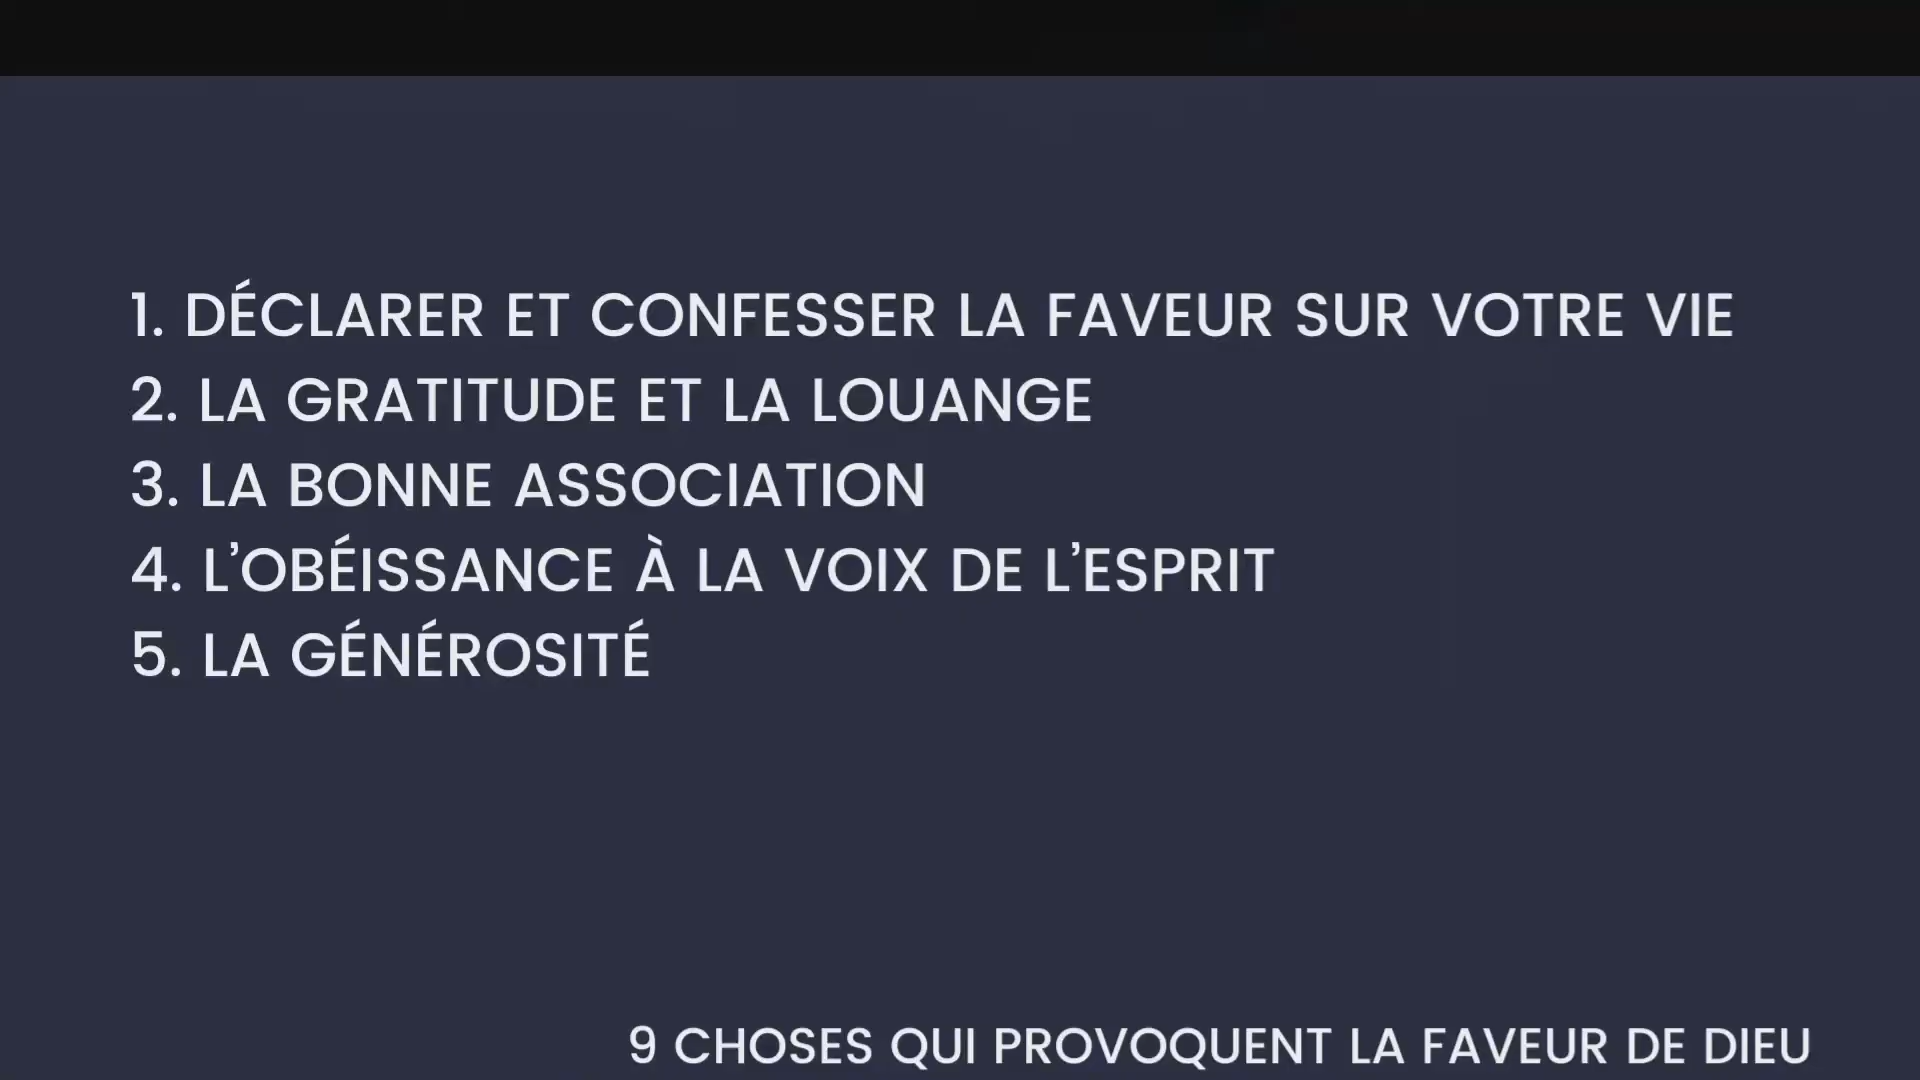 1. DÉCLARER ET CONFESSER LA FAVEUR SUR VOTRE VIE
2. LA GRATITUDE ET LA LOUANGE
3. LA BONNE ASSOCIATION
4. L’OBÉISSANCE À LA VOIX DE L’ESPRIT
5. LA GÉNÉROSITÉ
9 CHOSES QUI PROVOQUENT LA FAVEUR DE DIEU